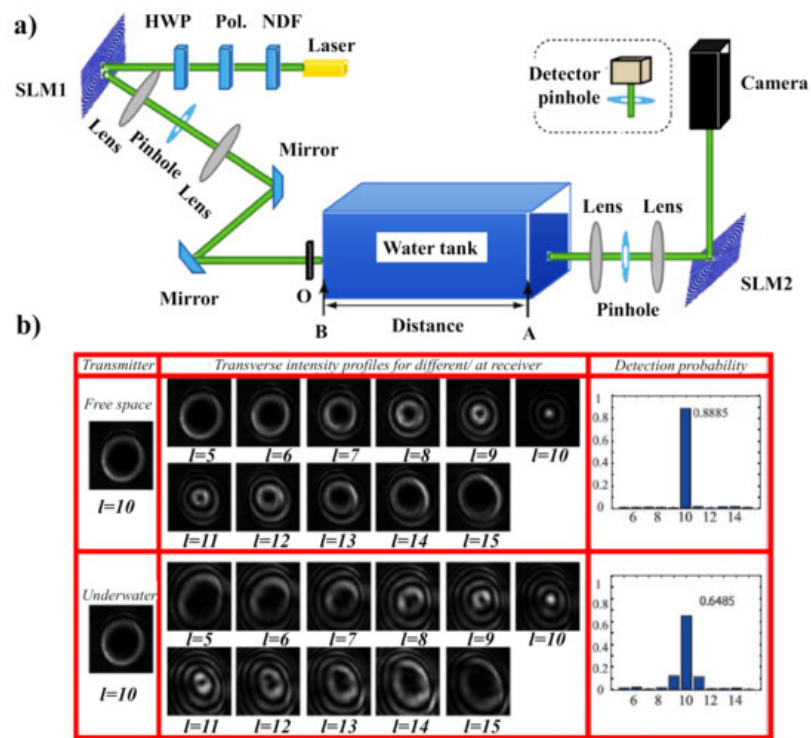 a)
HWP Pol. NDF
Laser
SLM1
Lens
Pinhole
Lens
Mirror
Mirror
Detector
pinhole
Camera
Lens Lens
Water tank
SLM2
Pinhole
O
B
Distance
A
b)
Transmitter
Transverse intensity profiles for different/ at receiver
Detection probability
Free space
l=10
l=5 l=6 l=7 l=8 l=9 l=10
l=11 l=12 l=13 l=14 l=15
1
0.8
0.6
0.4
0.2
0
0.8885
6 8 10 12 14
Underwater
l=10
l=5 l=6 l=7 l=8 l=9 l=10
l=11 l=12 l=13 l=14 l=15
1
0.8
0.6
0.4
0.2
0
0.6485
6 8 10 12 14